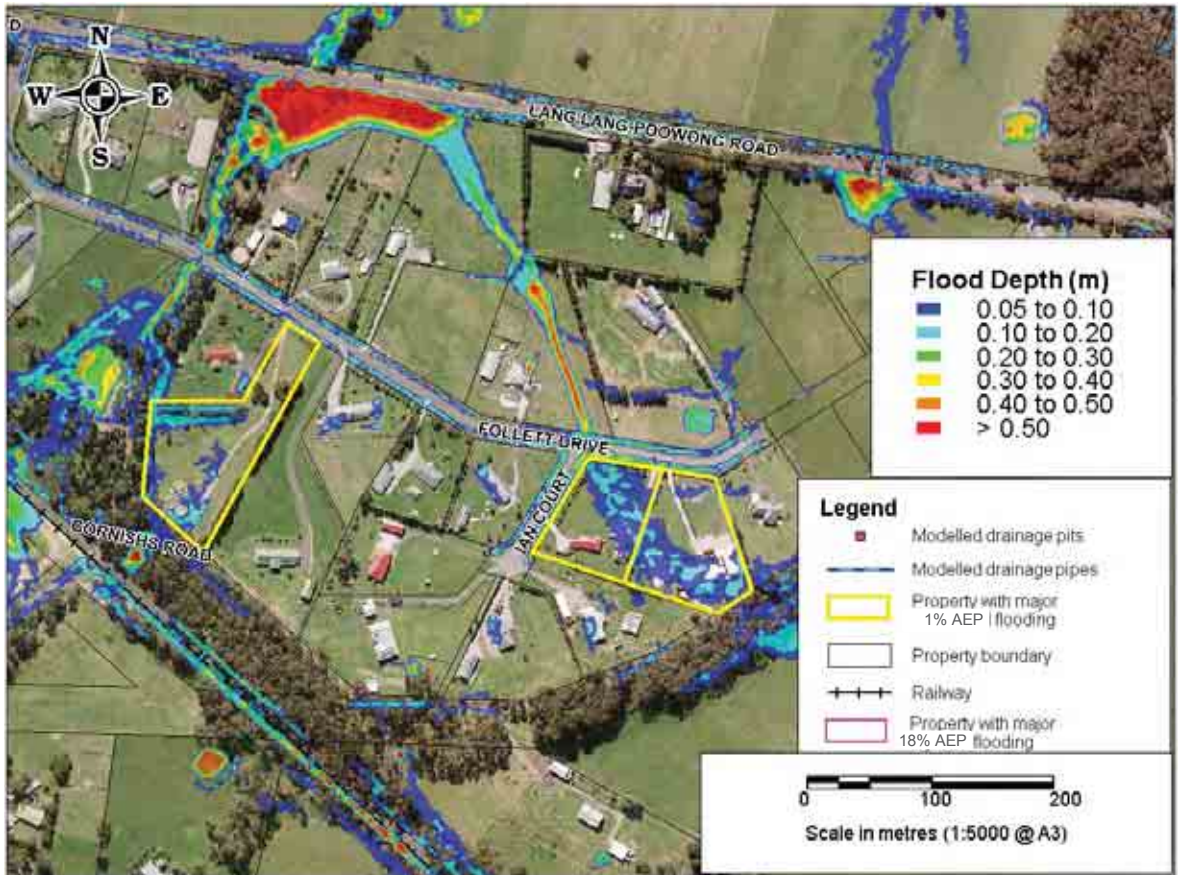 D
N
W E
S
LANG LANG-POOWONG ROAD
FOLLETT DRIVE
IAN COURT
CORNISHS ROAD
Flood Depth (m)
0.05 to 0.10
0.10 to 0.20
0.20 to 0.30
0.30 to 0.40
0.40 to 0.50
> 0.50
Legend
Modelled drainage pits
Modelled drainage pipes
Property with major
1% AEP flooding
Property boundary
Railway
Property with major
18% AEP flooding
0 100 200
Scale in metres (1:5000 @ A3)